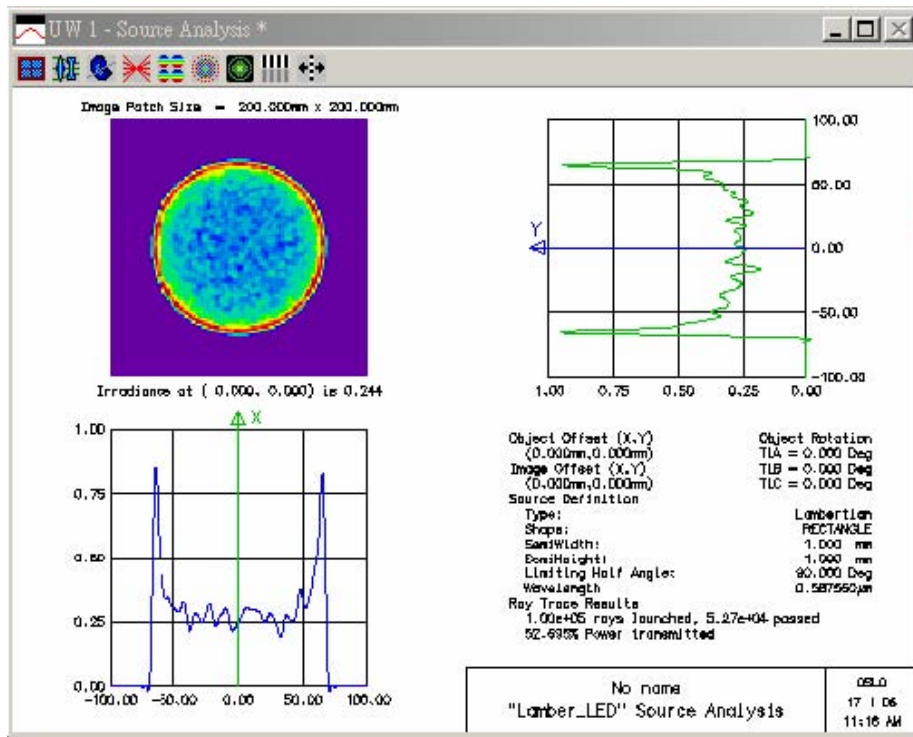 UW 1 - Source Analysis *
Image Patch Size = 200.000mm x 200.000mm
Irradiance at ( 0.000, 0.000) is 0.244
X
1.00
0.75
0.50
0.25
0.00
-100.00 -50.00 0.00 50.00 100.00
Y
100.00
50.00
0.00
-50.00
-100.00
1.00 0.75 0.50 0.25 0.00
Object Offset (X,Y) Object Rotation
(0.000mm,0.000mm) TLA = 0.000 Deg
Image Offset (X,Y) TLB = 0.000 Deg
(0.000mm,0.000mm) TLC = 0.000 Deg
Source Definition
Type: Lambertian
Shape: RECTANGLE
SemiWidth: 1.000 mm
SemiHeight: 1.000 mm
Limiting Half Angle: 90.000 Deg
Wavelength 0.587560µm
Ray Trace Results
1.00e+05 rays launched, 5.27e+04 passed
52.695% Power transmitted
No name
"Lamber_LED" Source Analysis
OSLO
17 06
11:16 AM